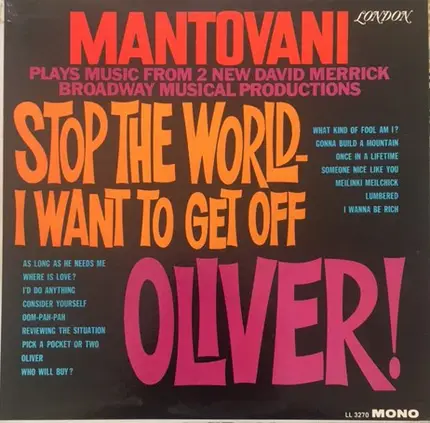 MANTOVANI
LONDON
PLAYS MUSIC FROM 2 NEW DAVID MERRICK
BROADWAY MUSICAL PRODUCTIONS
STOP THE WORLD-
I WANT TO GET OFF
WHAT KIND OF FOOL AM I?
GONNA BUILD A MOUNTAIN
ONCE IN A LIFETIME
SOMEONE NICE LIKE YOU
MEILINKI MEILCHICK
LUMBERED
I WANNA BE RICH
AS LONG AS HE NEEDS ME
WHERE IS LOVE?
I'D DO ANYTHING
CONSIDER YOURSELF
OOM-PAH-PAH
REVIEWING THE SITUATION
PICK A POCKET OR TWO
OLIVER
WHO WILL BUY?
OLIVER!
LL 3270 MONO